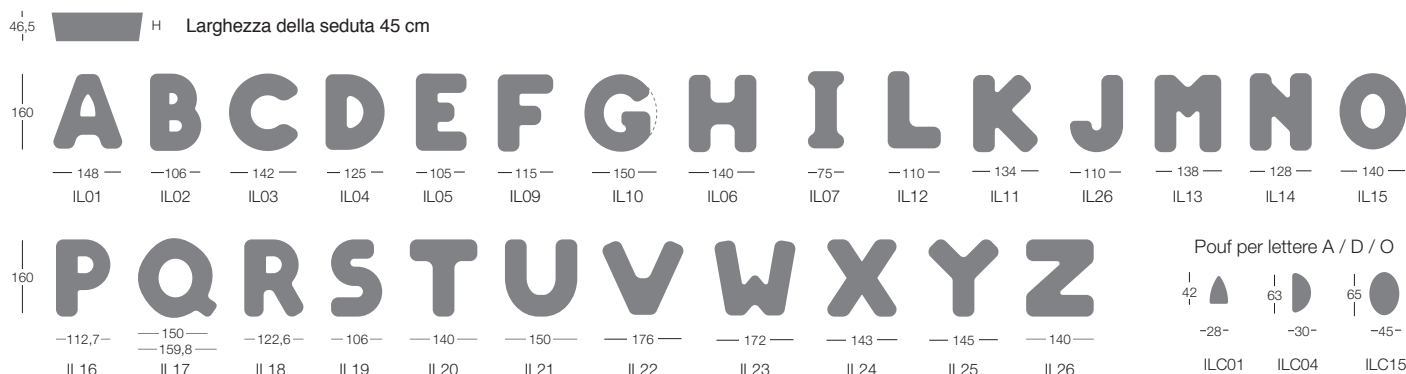 46,5 H Larghezza della seduta 45 cm
A B C D E F G H I L K J M N O
160
148 106 142 125 105 115 150 140 75 110 134 110 138 128 140
IL01 IL02 IL03 IL04 IL05 IL09 IL10 IL06 IL07 IL12 IL11 IL26 IL13 IL14 IL15
P Q R S T U V W X Y Z
160
112,7 150 122,6 106 140 150 176 172 143 145 140
159,8
IL16 IL17 IL18 IL19 IL20 IL21 IL22 IL23 IL24 IL25 IL26
Pouf per lettere A / D / O
42 63 65
28 30 45
ILC01 ILC04 ILC15